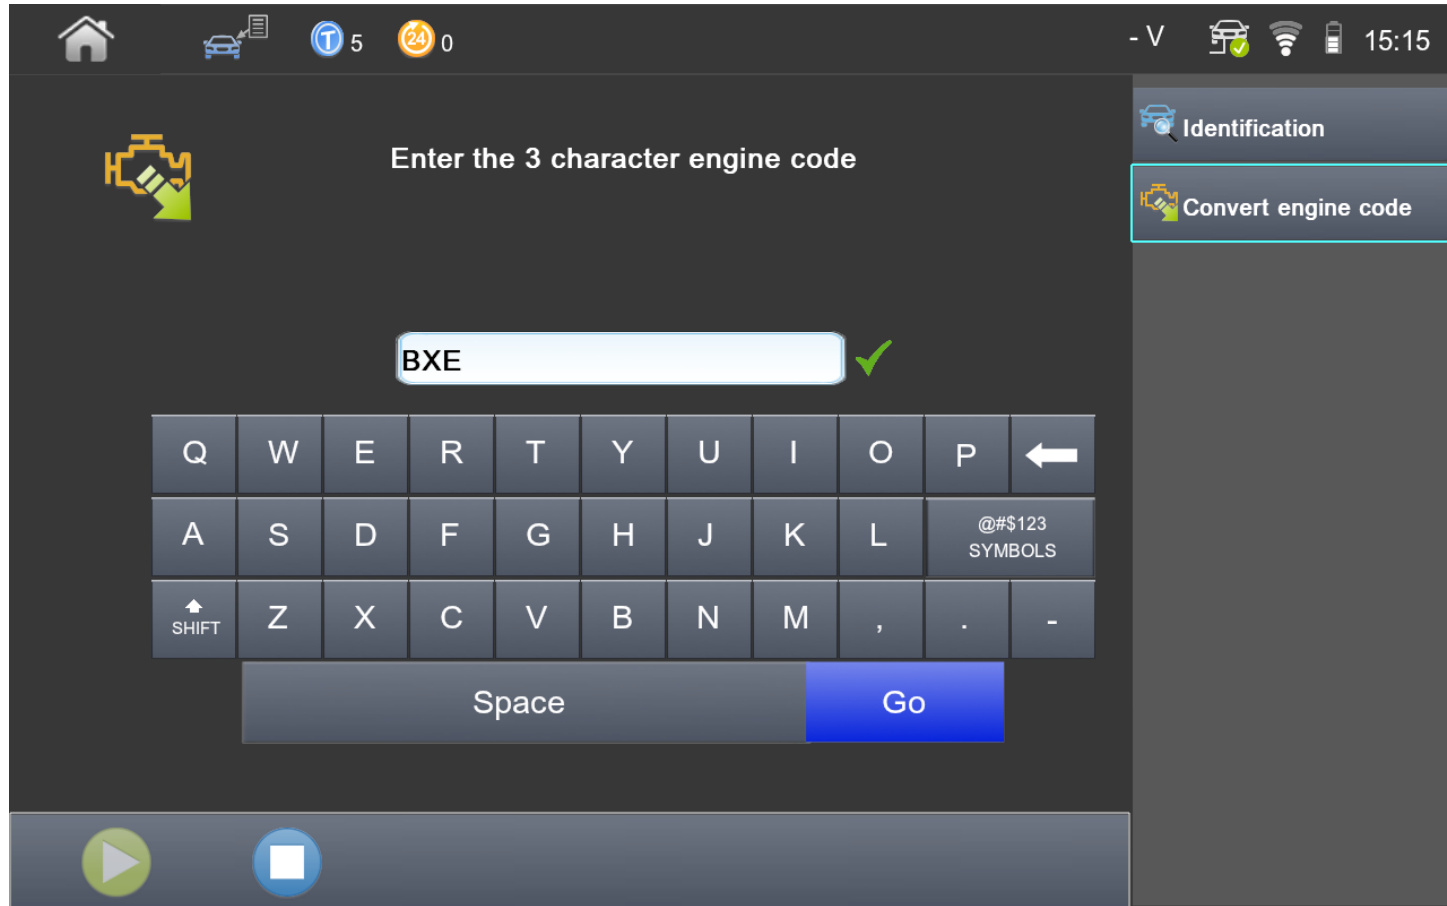 T 5 24 0 - V 15:15
Identification
Enter the 3 character engine code
Convert engine code
BXE
Q W E R T Y U I O P
A S D F G H J K L @#$123
SYMBOLS
SHIFT Z X C V B N M , . -
Space Go